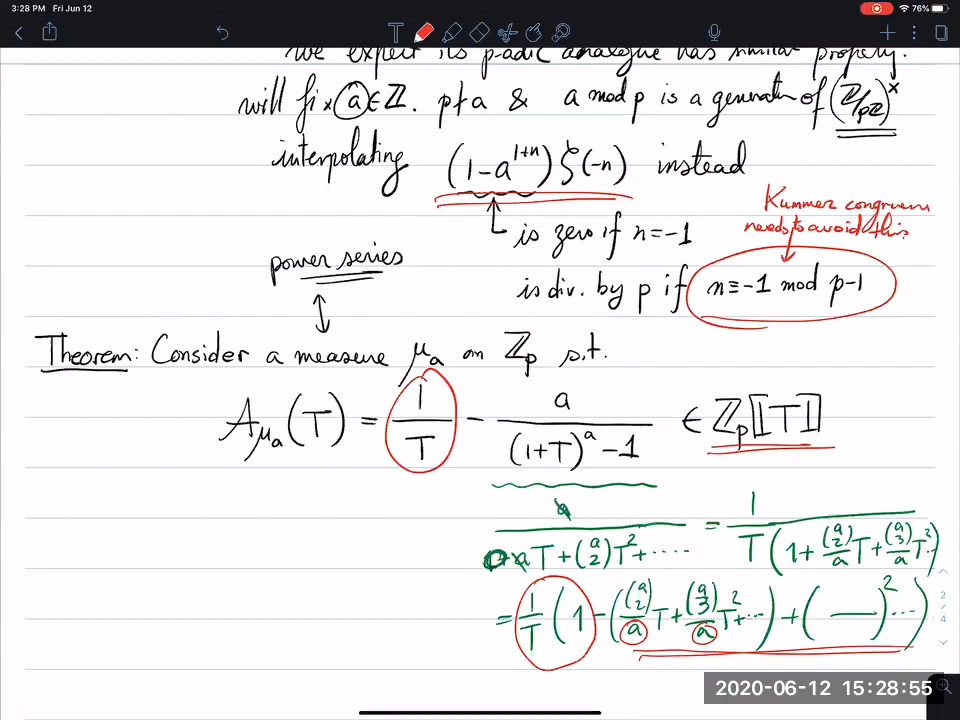 3:28 PM Fri Jun 12
76%
we expect its p-adic analogue has similar property.
will fix a ∈ ℤ. p∤a & a mod p is a generator of (ℤ/pℤ)^×
interpolating (1-a^{1+n}) ζ(-n) instead
Kummer congruence
needs to avoid this
is zero if n=-1
power series
is div. by p if n ≡ -1 mod p-1
Theorem: Consider a measure μ_a on ℤ_p s.t.
A_{μ_a}(T) = 1/T - a/((1+T)^a - 1) ∈ ℤ_p[[T]]
a/(aT + (a 2)T^2 + ····) = 1/(T(1 + (a 2)/a T + (a 3)/a T^2 ··))
= 1/T (1 - ((a 2)/a T + (a 3)/a T^2 + ···) + ( — )^2 ···)
2
/
4
2020-06-12 15:28:55